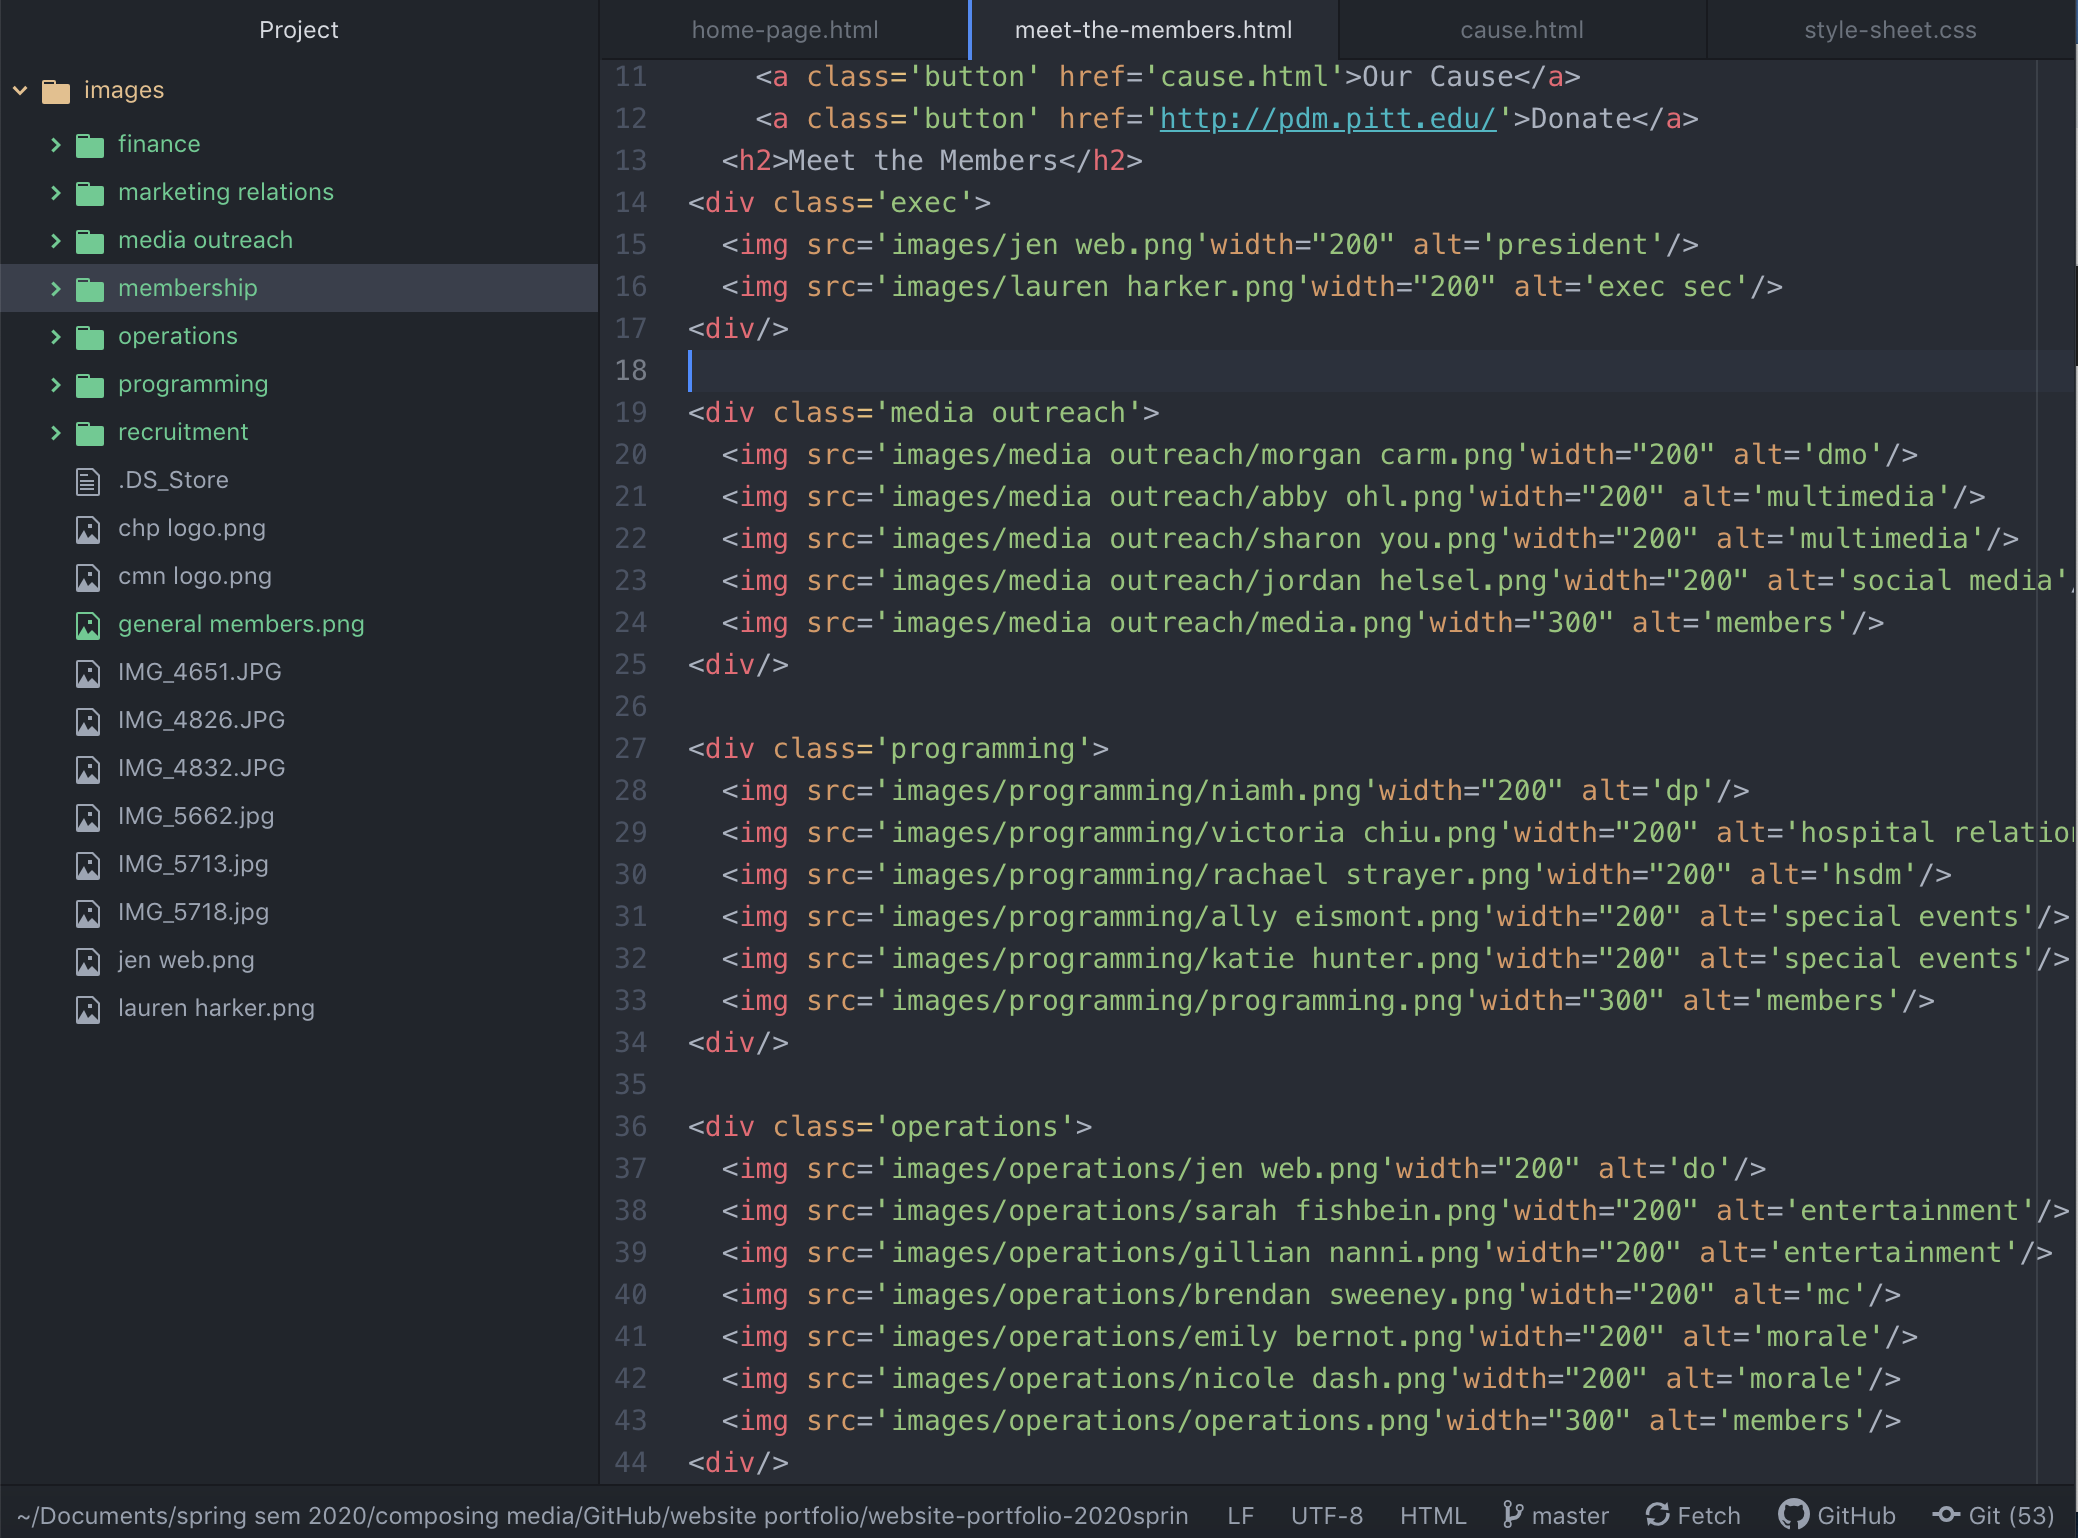 Project
images
finance
marketing relations
media outreach
membership
operations
programming
recruitment
.DS_Store
chp logo.png
cmn logo.png
general members.png
IMG_4651.JPG
IMG_4826.JPG
IMG_4832.JPG
IMG_5662.jpg
IMG_5713.jpg
IMG_5718.jpg
jen web.png
lauren harker.png
home-page.html meet-the-members.html cause.html style-sheet.css
11 <a class='button' href='cause.html'>Our Cause</a>
12 <a class='button' href='http://pdm.pitt.edu/'>Donate</a>
13 <h2>Meet the Members</h2>
14 <div class='exec'>
15 <img src='images/jen web.png'width="200" alt='president'/>
16 <img src='images/lauren harker.png'width="200" alt='exec sec'/>
17 <div/>
18
19 <div class='media outreach'>
20 <img src='images/media outreach/morgan carm.png'width="200" alt='dmo'/>
21 <img src='images/media outreach/abby ohl.png'width="200" alt='multimedia'/>
22 <img src='images/media outreach/sharon you.png'width="200" alt='multimedia'/>
23 <img src='images/media outreach/jordan helsel.png'width="200" alt='social media'/
24 <img src='images/media outreach/media.png'width="300" alt='members'/>
25 <div/>
26
27 <div class='programming'>
28 <img src='images/programming/niamh.png'width="200" alt='dp'/>
29 <img src='images/programming/victoria chiu.png'width="200" alt='hospital relation
30 <img src='images/programming/rachael strayer.png'width="200" alt='hsdm'/>
31 <img src='images/programming/ally eismont.png'width="200" alt='special events'/>
32 <img src='images/programming/katie hunter.png'width="200" alt='special events'/>
33 <img src='images/programming/programming.png'width="300" alt='members'/>
34 <div/>
35
36 <div class='operations'>
37 <img src='images/operations/jen web.png'width="200" alt='do'/>
38 <img src='images/operations/sarah fishbein.png'width="200" alt='entertainment'/>
39 <img src='images/operations/gillian nanni.png'width="200" alt='entertainment'/>
40 <img src='images/operations/brendan sweeney.png'width="200" alt='mc'/>
41 <img src='images/operations/emily bernot.png'width="200" alt='morale'/>
42 <img src='images/operations/nicole dash.png'width="200" alt='morale'/>
43 <img src='images/operations/operations.png'width="300" alt='members'/>
44 <div/>
~/Documents/spring sem 2020/composing media/GitHub/website portfolio/website-portfolio-2020sprin LF UTF-8 HTML master Fetch GitHub Git (53)